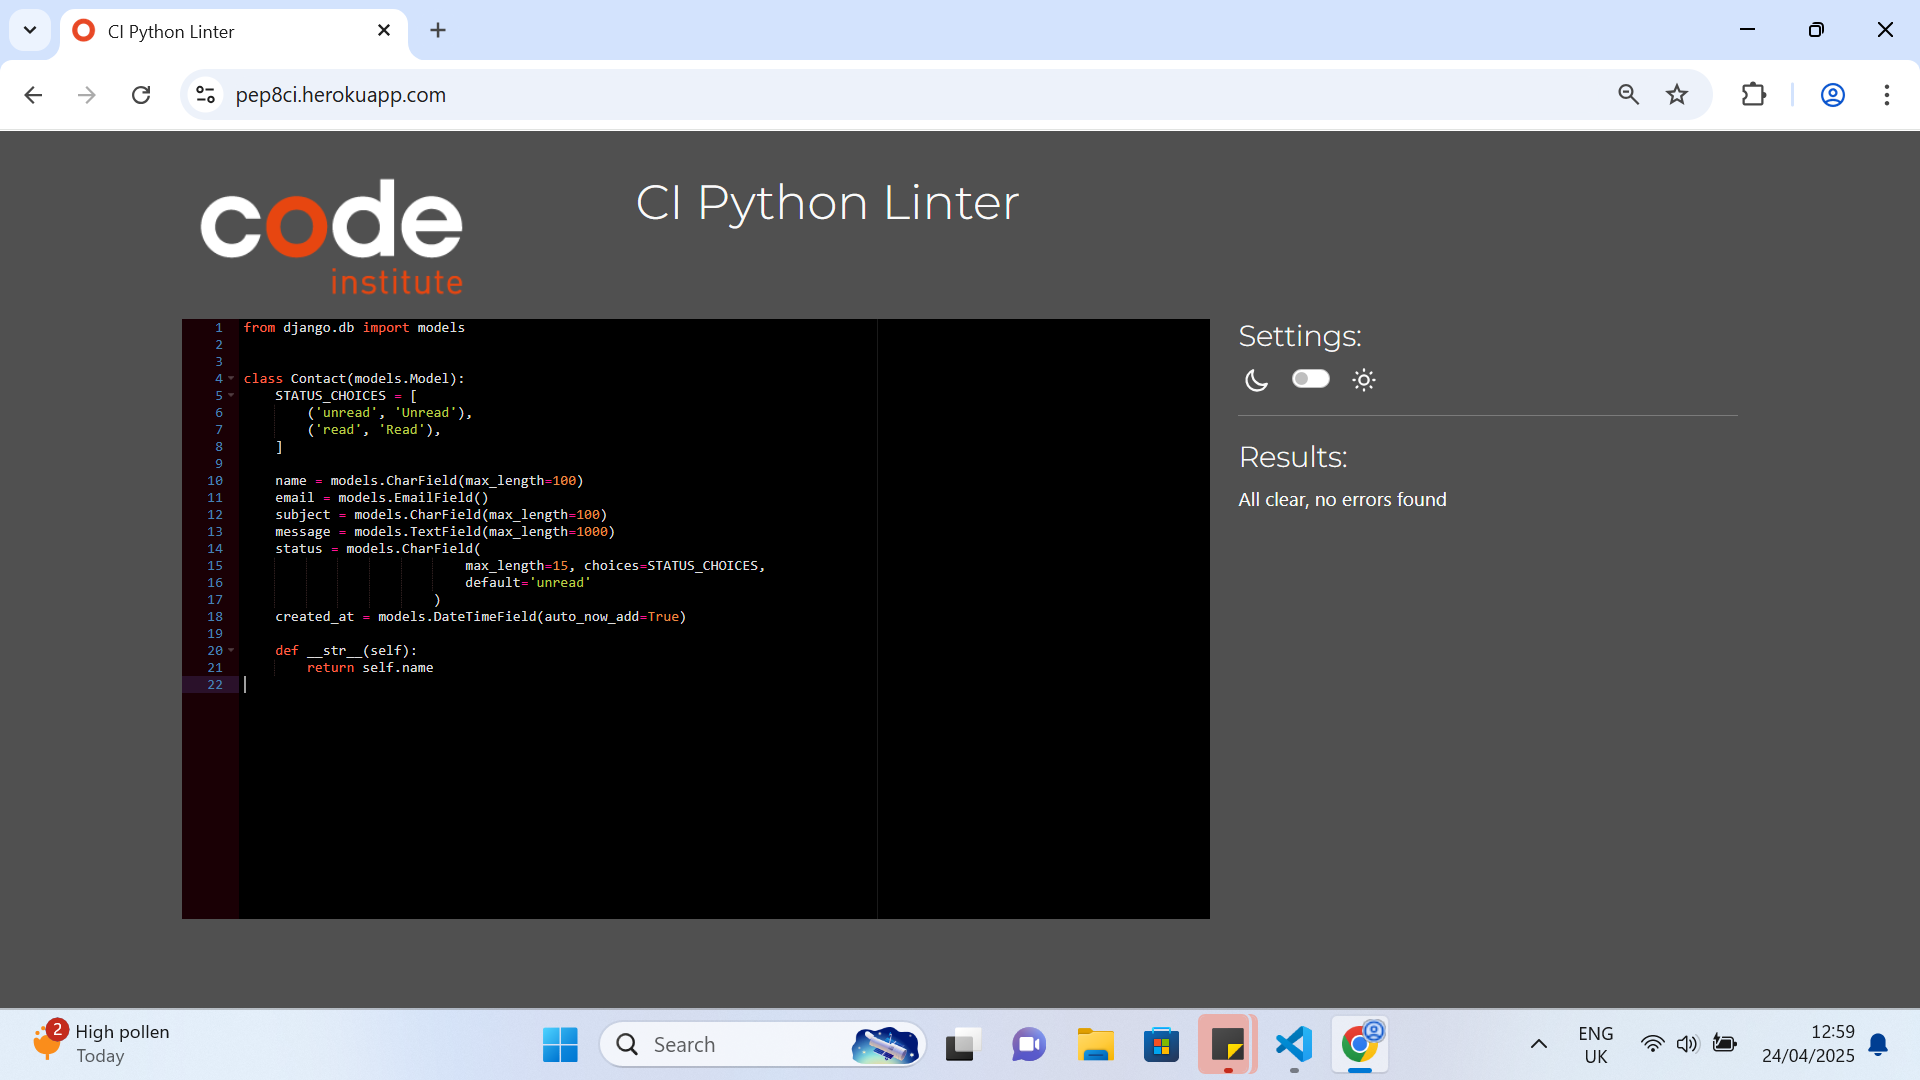 CI Python Linter
pep8ci.herokuapp.com
code
institute
CI Python Linter
1 from django.db import models
2
3
4 class Contact(models.Model):
5     STATUS_CHOICES = [
6         ('unread', 'Unread'),
7         ('read', 'Read'),
8     ]
9
10     name = models.CharField(max_length=100)
11     email = models.EmailField()
12     subject = models.CharField(max_length=100)
13     message = models.TextField(max_length=1000)
14     status = models.CharField(
15                             max_length=15, choices=STATUS_CHOICES,
16                             default='unread'
17                         )
18     created_at = models.DateTimeField(auto_now_add=True)
19
20     def __str__(self):
21         return self.name
22
Settings:
Results:
All clear, no errors found
2
High pollen
Today
Search
ENG
UK
12:59
24/04/2025